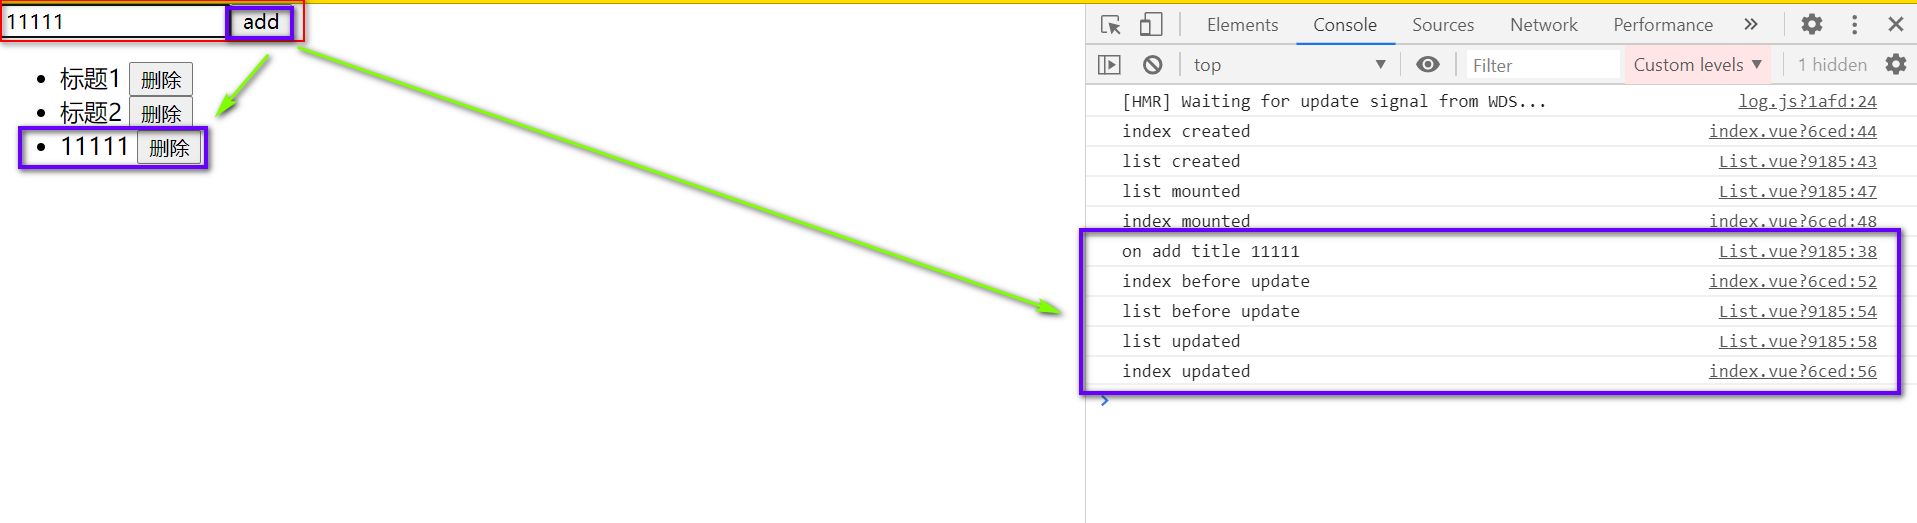 11111 add
标题1 删除
标题2 删除
11111 删除
Elements Console Sources Network Performance
top Filter Custom levels 1 hidden
[HMR] Waiting for update signal from WDS... log.js?1afd:24
index created index.vue?6ced:44
list created List.vue?9185:43
list mounted List.vue?9185:47
index mounted index.vue?6ced:48
on add title 11111 List.vue?9185:38
index before update index.vue?6ced:52
list before update List.vue?9185:54
list updated List.vue?9185:58
index updated index.vue?6ced:56